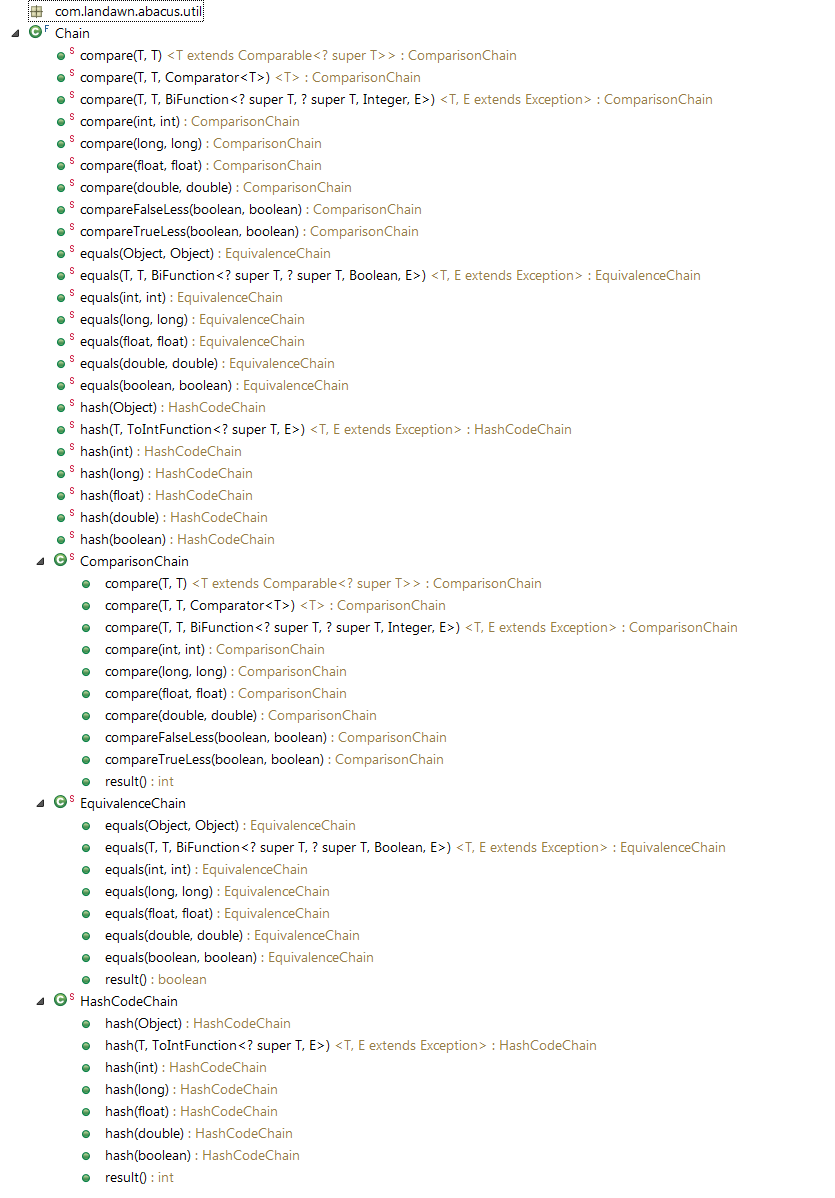 com.landawn.abacus.util
C F Chain
S compare(T, T) <T extends Comparable<? super T>> : ComparisonChain
S compare(T, T, Comparator<T>) <T> : ComparisonChain
S compare(T, T, BiFunction<? super T, ? super T, Integer, E>) <T, E extends Exception> : ComparisonChain
S compare(int, int) : ComparisonChain
S compare(long, long) : ComparisonChain
S compare(float, float) : ComparisonChain
S compare(double, double) : ComparisonChain
S compareFalseLess(boolean, boolean) : ComparisonChain
S compareTrueLess(boolean, boolean) : ComparisonChain
S equals(Object, Object) : EquivalenceChain
S equals(T, T, BiFunction<? super T, ? super T, Boolean, E>) <T, E extends Exception> : EquivalenceChain
S equals(int, int) : EquivalenceChain
S equals(long, long) : EquivalenceChain
S equals(float, float) : EquivalenceChain
S equals(double, double) : EquivalenceChain
S equals(boolean, boolean) : EquivalenceChain
S hash(Object) : HashCodeChain
S hash(T, ToIntFunction<? super T, E>) <T, E extends Exception> : HashCodeChain
S hash(int) : HashCodeChain
S hash(long) : HashCodeChain
S hash(float) : HashCodeChain
S hash(double) : HashCodeChain
S hash(boolean) : HashCodeChain
C S ComparisonChain
compare(T, T) <T extends Comparable<? super T>> : ComparisonChain
compare(T, T, Comparator<T>) <T> : ComparisonChain
compare(T, T, BiFunction<? super T, ? super T, Integer, E>) <T, E extends Exception> : ComparisonChain
compare(int, int) : ComparisonChain
compare(long, long) : ComparisonChain
compare(float, float) : ComparisonChain
compare(double, double) : ComparisonChain
compareFalseLess(boolean, boolean) : ComparisonChain
compareTrueLess(boolean, boolean) : ComparisonChain
result() : int
C S EquivalenceChain
equals(Object, Object) : EquivalenceChain
equals(T, T, BiFunction<? super T, ? super T, Boolean, E>) <T, E extends Exception> : EquivalenceChain
equals(int, int) : EquivalenceChain
equals(long, long) : EquivalenceChain
equals(float, float) : EquivalenceChain
equals(double, double) : EquivalenceChain
equals(boolean, boolean) : EquivalenceChain
result() : boolean
C S HashCodeChain
hash(Object) : HashCodeChain
hash(T, ToIntFunction<? super T, E>) <T, E extends Exception> : HashCodeChain
hash(int) : HashCodeChain
hash(long) : HashCodeChain
hash(float) : HashCodeChain
hash(double) : HashCodeChain
hash(boolean) : HashCodeChain
result() : int